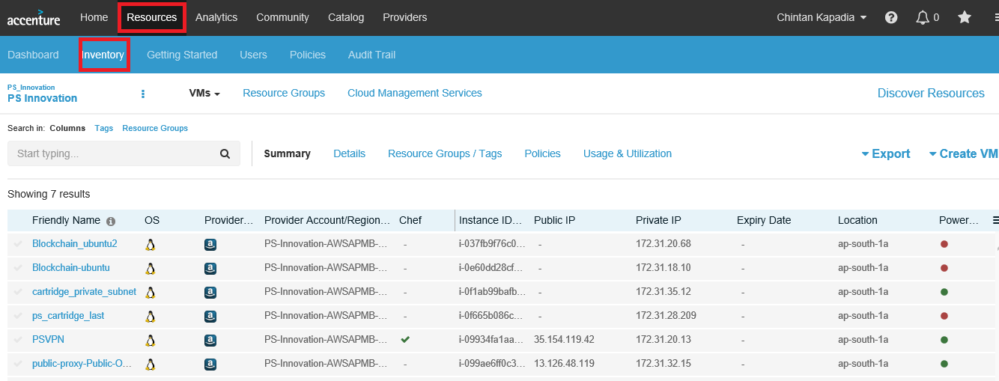 accenture Home Resources Analytics Community Catalog Providers Chintan Kapadia 0
Dashboard Inventory Getting Started Users Policies Audit Trail
PS_Innovation
PS Innovation VMs Resource Groups Cloud Management Services Discover Resources
Search in: Columns Tags Resource Groups
Start typing... Summary Details Resource Groups / Tags Policies Usage & Utilization Export Create VM
Showing 7 results
Friendly Name OS Provider... Provider Account/Region... Chef Instance ID... Public IP Private IP Expiry Date Location Power...
Blockchain_ubuntu2 PS-Innovation-AWSAPMB-... - i-037fb9f76c0... - 172.31.20.68 - ap-south-1a
Blockchain-ubuntu PS-Innovation-AWSAPMB-... - i-0e60dd28cf... - 172.31.18.10 - ap-south-1a
cartridge_private_subnet PS-Innovation-AWSAPMB-... - i-0f1ab99bafb... - 172.31.35.12 - ap-south-1a
ps_cartridge_last PS-Innovation-AWSAPMB-... - i-0f665b086c... - 172.31.28.209 - ap-south-1a
PSVPN PS-Innovation-AWSAPMB-... i-09934fa1aa... 35.154.119.42 172.31.20.13 - ap-south-1a
public-proxy-Public-O... PS-Innovation-AWSAPMB-... - i-099ae6ff0c3... 13.126.48.119 172.31.32.15 - ap-south-1a